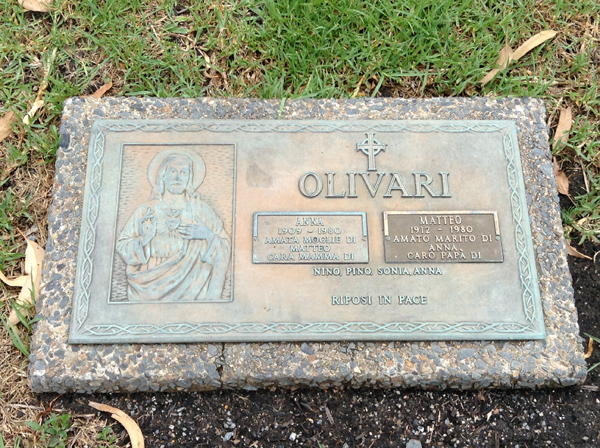 OLIVARI
ANNA
1909 - 1980
AMATA MOGLIE DI
MATTEO
CARA MAMMA DI
MATTEO
1912 - 1980
AMATO MARITO DI
ANNA
CARO PAPA DI
NINO, PINO, SONIA, ANNA
RIPOSI IN PACE